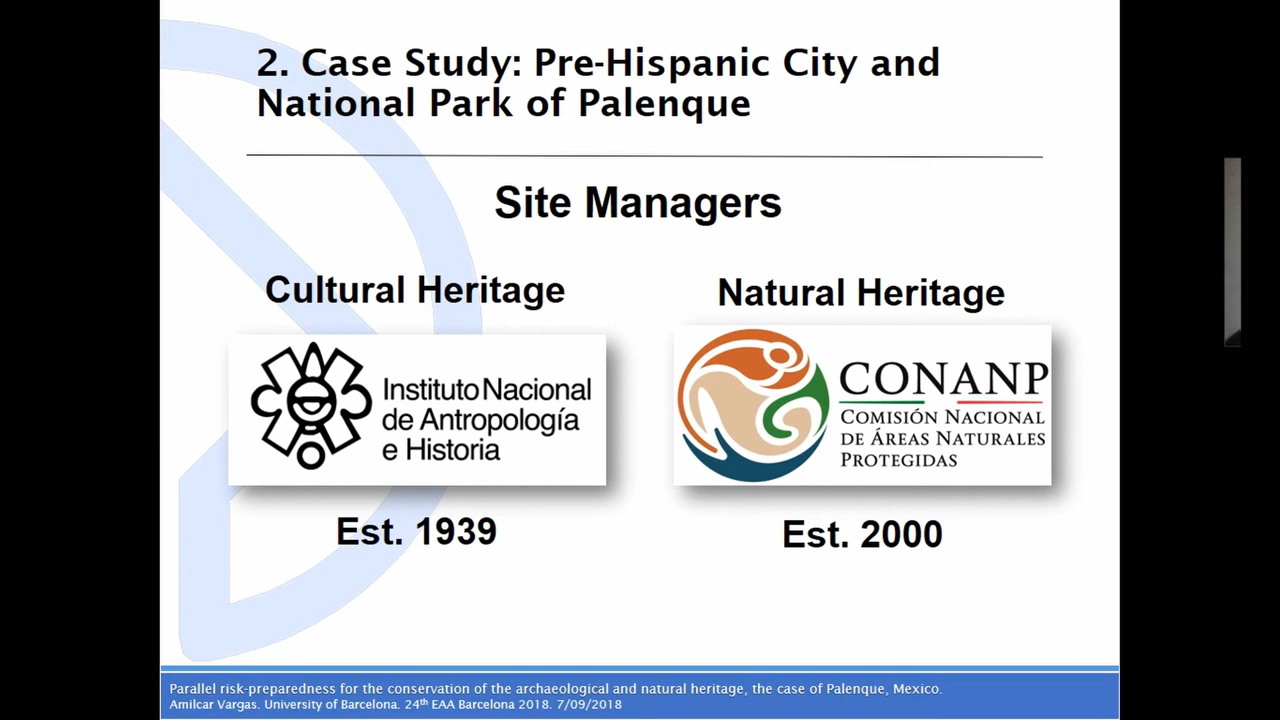 2. Case Study: Pre-Hispanic City and
National Park of Palenque
Site Managers
Cultural Heritage
Instituto Nacional
de Antropología
e Historia
Est. 1939
Natural Heritage
CONANP
COMISIÓN NACIONAL
DE ÁREAS NATURALES
PROTEGIDAS
Est. 2000
Parallel risk-preparedness for the conservation of the archaeological and natural heritage, the case of Palenque, Mexico.
Amilcar Vargas. University of Barcelona. 24th EAA Barcelona 2018. 7/09/2018